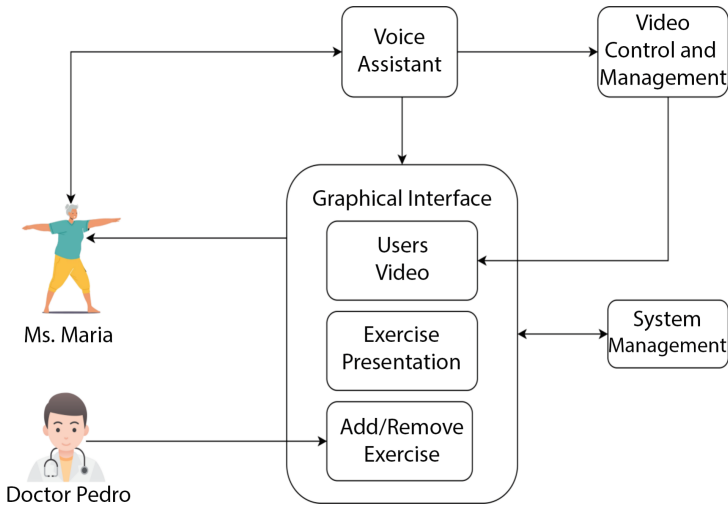 Voice
Assistant
Video
Control and
Management
Graphical Interface
Users
Video
Exercise
Presentation
Add/Remove
Exercise
System
Management
Ms. Maria
Doctor Pedro